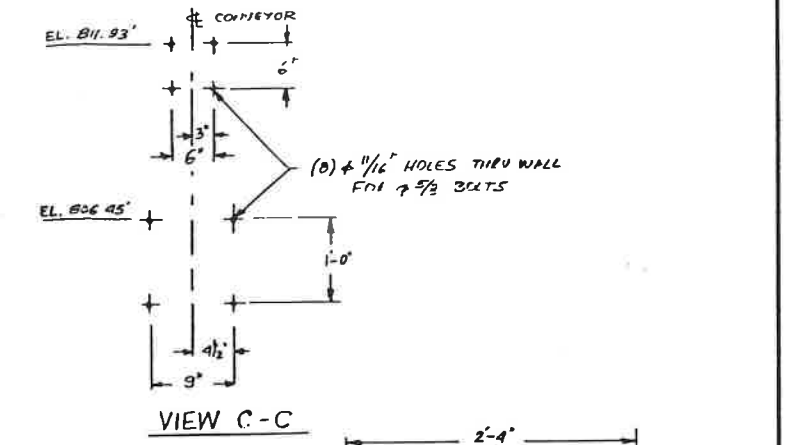 ℄ CONVEYOR
EL. 811.93'
6"
3"
6"
(8) ϕ 11/16" HOLES THRU WALL
FOR ϕ 5/8 BOLTS
EL. 806.45'
1'-0"
4½"
9"
VIEW C-C
2'-4"